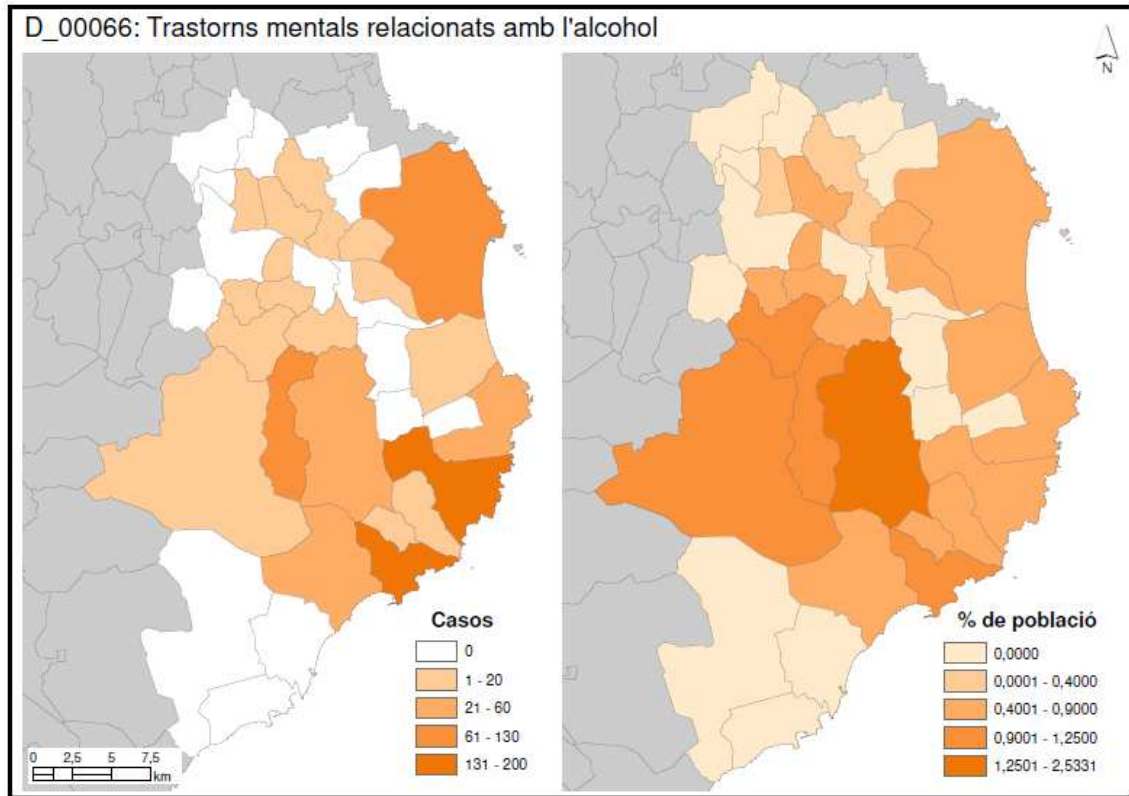 D_00066: Trastorns mentals relacionats amb l'alcohol
N
Casos
0
1 - 20
21 - 60
61 - 130
131 - 200
0 2,5 5 7,5
km
% de població
0,0000
0,0001 - 0,4000
0,4001 - 0,9000
0,9001 - 1,2500
1,2501 - 2,5331